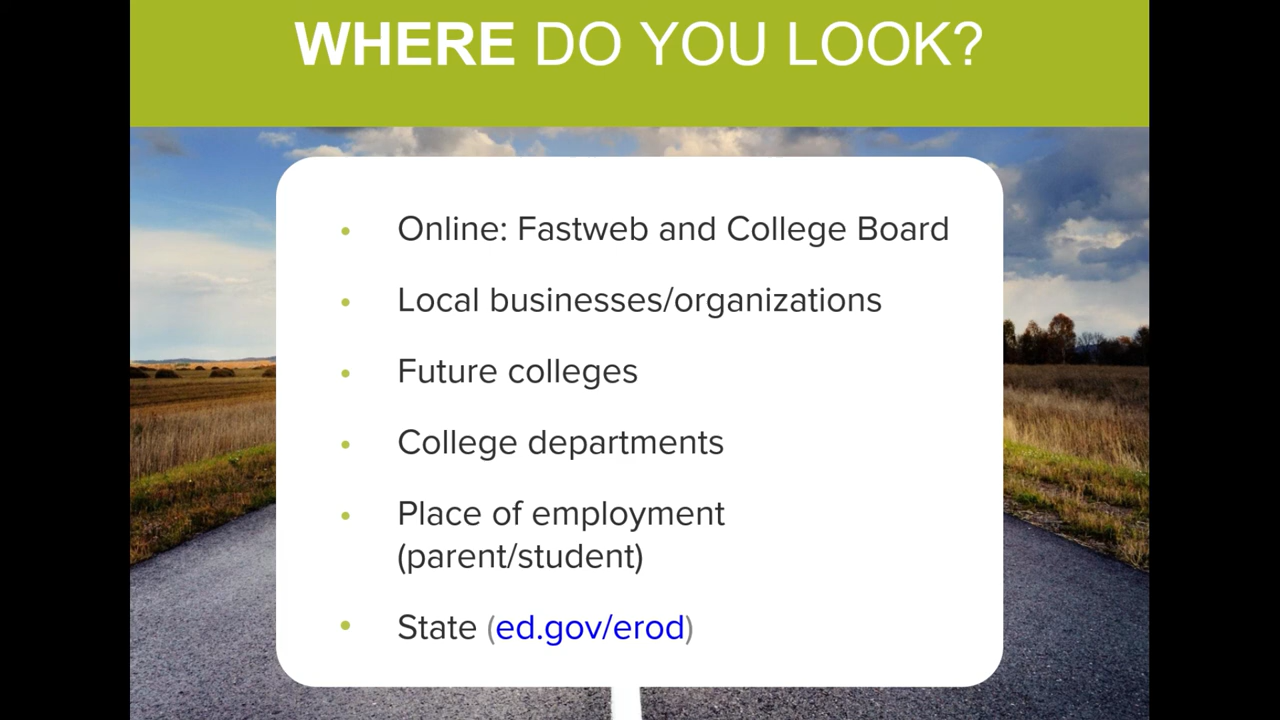 WHERE DO YOU LOOK?
• Online: Fastweb and College Board
• Local businesses/organizations
• Future colleges
• College departments
• Place of employment
(parent/student)
• State (ed.gov/erod)